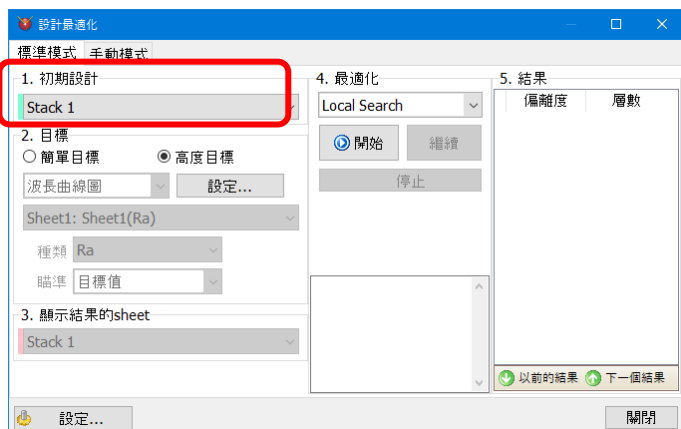 設計最適化
標準模式 手動模式
1. 初期設計
Stack 1
2. 目標
簡單目標 高度目標
波長曲線圖 設定...
Sheet1: Sheet1(Ra)
種類 Ra
瞄準 目標值
3. 顯示結果的sheet
Stack 1
4. 最適化
Local Search
開始 繼續
停止
5. 結果
偏離度 層數
以前的結果 下一個結果
設定... 關閉